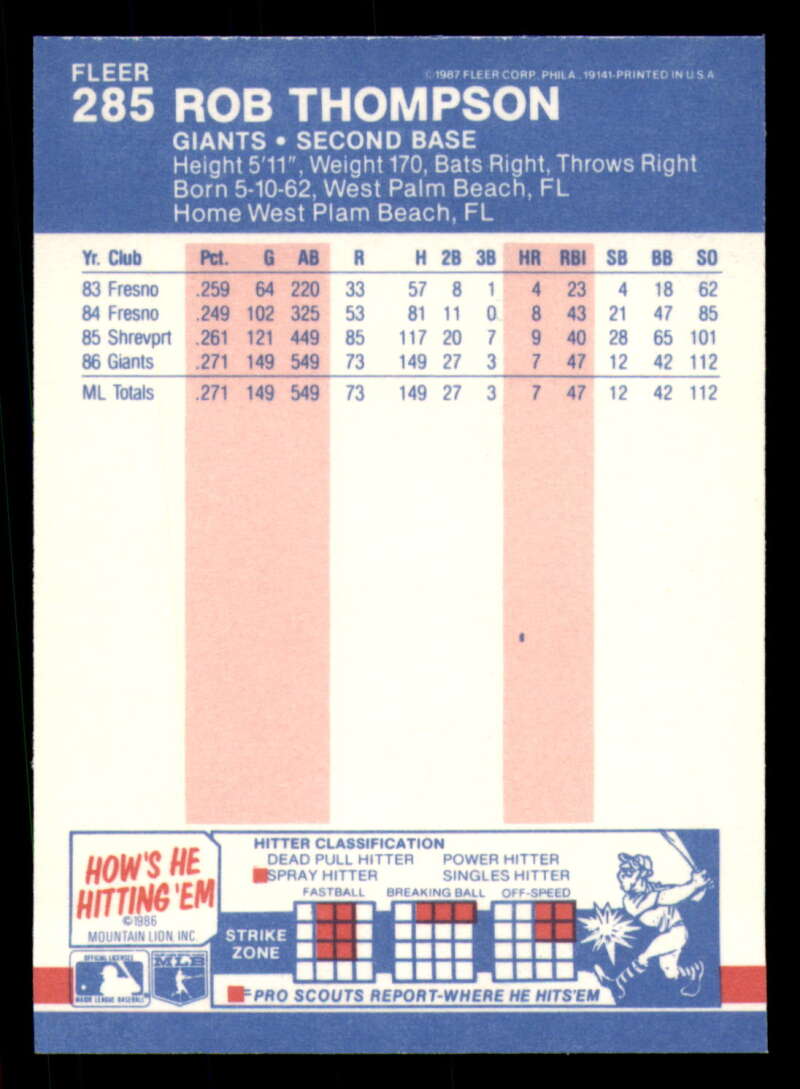 FLEER
©1987 FLEER CORP. PHILA., 19141-PRINTED IN U.S.A.
285 ROB THOMPSON
GIANTS • SECOND BASE
Height 5'11", Weight 170, Bats Right, Throws Right
Born 5-10-62, West Palm Beach, FL
Home West Plam Beach, FL
Yr. Club Pct. G AB R H 2B 3B HR RBI SB BB SO
83 Fresno .259 64 220 33 57 8 1 4 23 4 18 62
84 Fresno .249 102 325 53 81 11 0 8 43 21 47 85
85 Shrevprt .261 121 449 85 117 20 7 9 40 28 65 101
86 Giants .271 149 549 73 149 27 3 7 47 12 42 112
ML Totals .271 149 549 73 149 27 3 7 47 12 42 112
HOW'S HE
HITTING 'EM
©1986
MOUNTAIN LION, INC.
HITTER CLASSIFICATION
DEAD PULL HITTER POWER HITTER
SPRAY HITTER SINGLES HITTER
FASTBALL BREAKING BALL OFF-SPEED
STRIKE
ZONE
=PRO SCOUTS REPORT-WHERE HE HITS 'EM
OFFICIAL LICENSEE
MAJOR LEAGUE BASEBALL
MLB